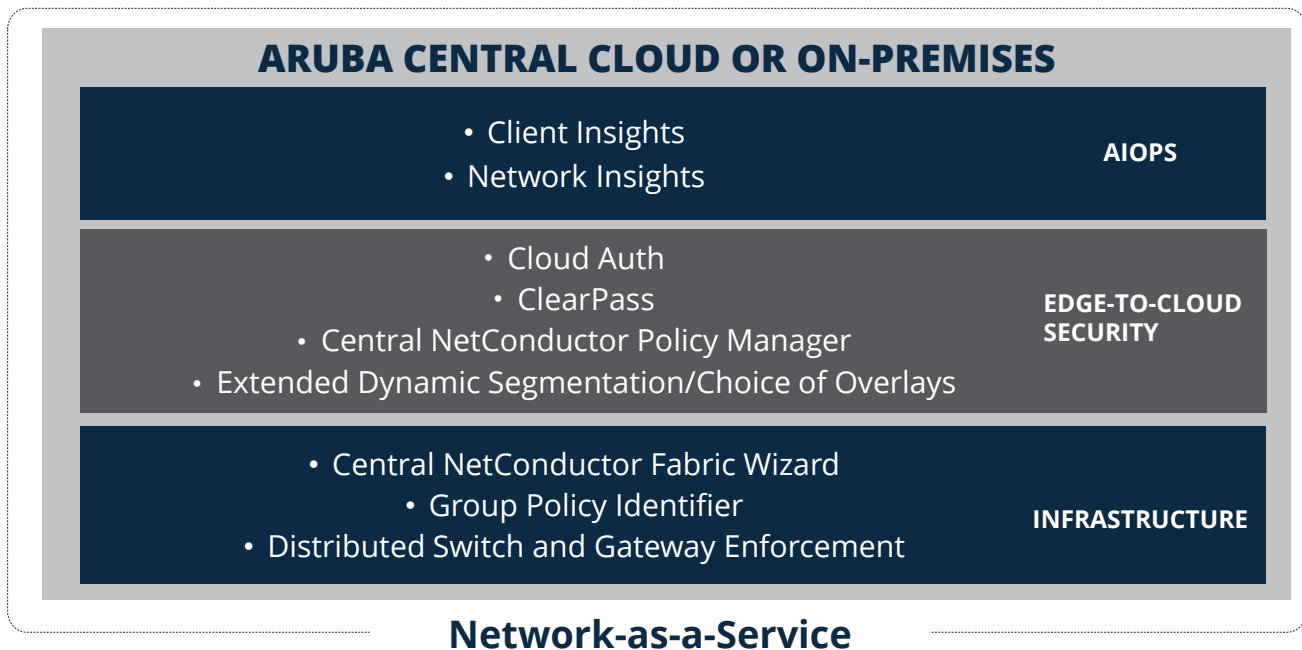 ARUBA CENTRAL CLOUD OR ON-PREMISES
• Client Insights
• Network Insights
AIOPS
• Cloud Auth
• ClearPass
• Central NetConductor Policy Manager
• Extended Dynamic Segmentation/Choice of Overlays
EDGE-TO-CLOUD
SECURITY
• Central NetConductor Fabric Wizard
• Group Policy Identifier
• Distributed Switch and Gateway Enforcement
INFRASTRUCTURE
Network-as-a-Service